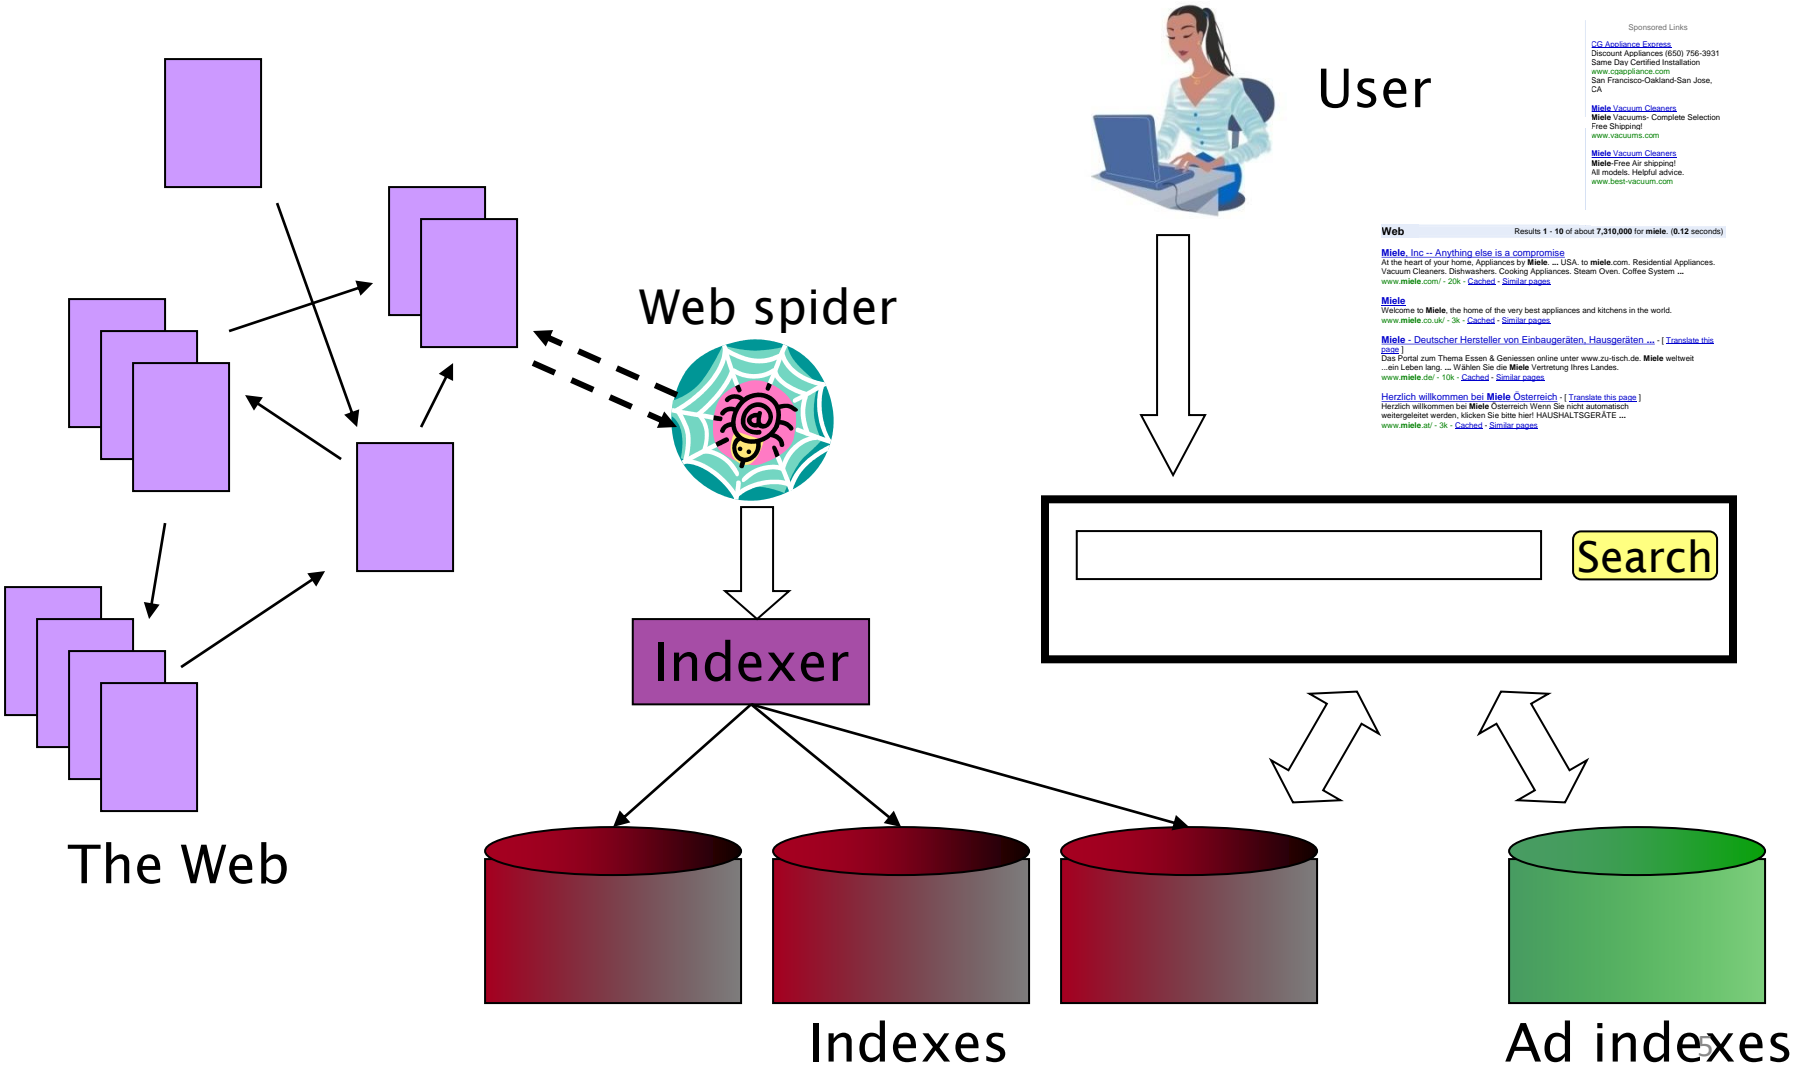 User
Sponsored Links
CG Appliance Express
Discount Appliances (650) 756-3931
Same Day Certified Installation
www.cgappliance.com
San Francisco-Oakland-San Jose,
CA
Miele Vacuum Cleaners
Miele Vacuums- Complete Selection
Free Shipping!
www.vacuums.com
Miele Vacuum Cleaners
Miele-Free Air shipping!
All models. Helpful advice.
www.best-vacuum.com
Web Results 1 - 10 of about 7,310,000 for miele. (0.12 seconds)
Miele, Inc -- Anything else is a compromise
At the heart of your home, Appliances by Miele. ... USA. to miele.com. Residential Appliances.
Vacuum Cleaners. Dishwashers. Cooking Appliances. Steam Oven. Coffee System ...
www.miele.com/ - 20k - Cached - Similar pages
Miele
Welcome to Miele, the home of the very best appliances and kitchens in the world.
www.miele.co.uk/ - 3k - Cached - Similar pages
Miele - Deutscher Hersteller von Einbaugeräten, Hausgeräten ... - [ Translate this
page ]
Das Portal zum Thema Essen & Geniessen online unter www.zu-tisch.de. Miele weltweit
...ein Leben lang. ... Wählen Sie die Miele Vertretung Ihres Landes.
www.miele.de/ - 10k - Cached - Similar pages
Herzlich willkommen bei Miele Österreich - [ Translate this page ]
Herzlich willkommen bei Miele Österreich Wenn Sie nicht automatisch
weitergeleitet werden, klicken Sie bitte hier! HAUSHALTSGERÄTE ...
www.miele.at/ - 3k - Cached - Similar pages
Web spider
@
Search
Indexer
The Web
Indexes
Ad indexes
5